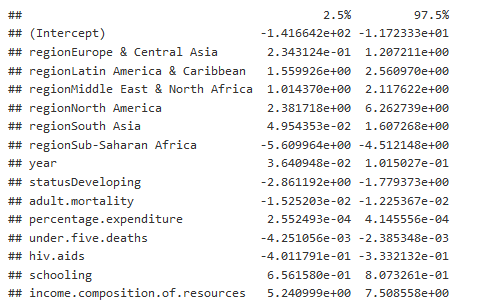 ##                                        2.5%         97.5%
## (Intercept)                   -1.416642e+02 -1.172333e+01
## regionEurope & Central Asia    2.343124e-01  1.207211e+00
## regionLatin America & Caribbean  1.559926e+00  2.560970e+00
## regionMiddle East & North Africa  1.014370e+00  2.117622e+00
## regionNorth America            2.381718e+00  6.262739e+00
## regionSouth Asia               4.954353e-02  1.607268e+00
## regionSub-Saharan Africa      -5.609964e+00 -4.512148e+00
## year                           3.640948e-02  1.015027e-01
## statusDeveloping              -2.861192e+00 -1.779373e+00
## adult.mortality               -1.525203e-02 -1.225367e-02
## percentage.expenditure         2.552493e-04  4.145556e-04
## under.five.deaths             -4.251056e-03 -2.385348e-03
## hiv.aids                      -4.011791e-01 -3.332132e-01
## schooling                      6.561580e-01  8.073261e-01
## income.composition.of.resources  5.240999e+00  7.508558e+00